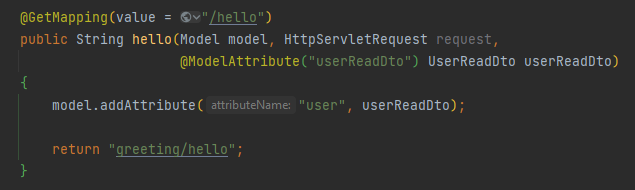 @GetMapping(value = "/hello")
public String hello(Model model, HttpServletRequest request,
@ModelAttribute("userReadDto") UserReadDto userReadDto)
{
model.addAttribute( attributeName: "user", userReadDto);
return "greeting/hello";
}